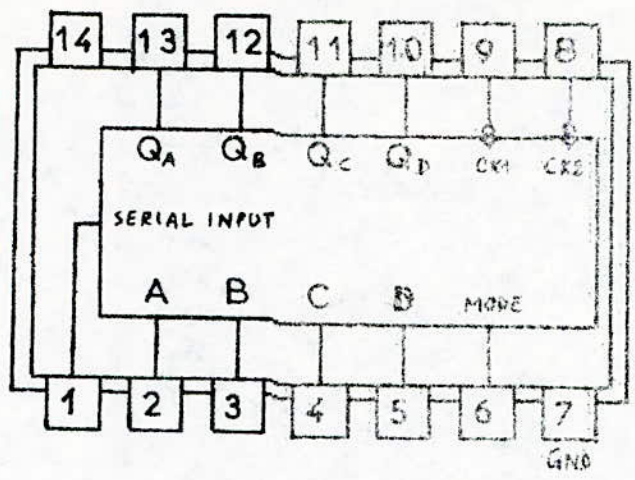 14 13 12 11 10 9 8
QA QB QC QD CK1 CK2
SERIAL INPUT
A B C D MODE
1 2 3 4 5 6 7
GND